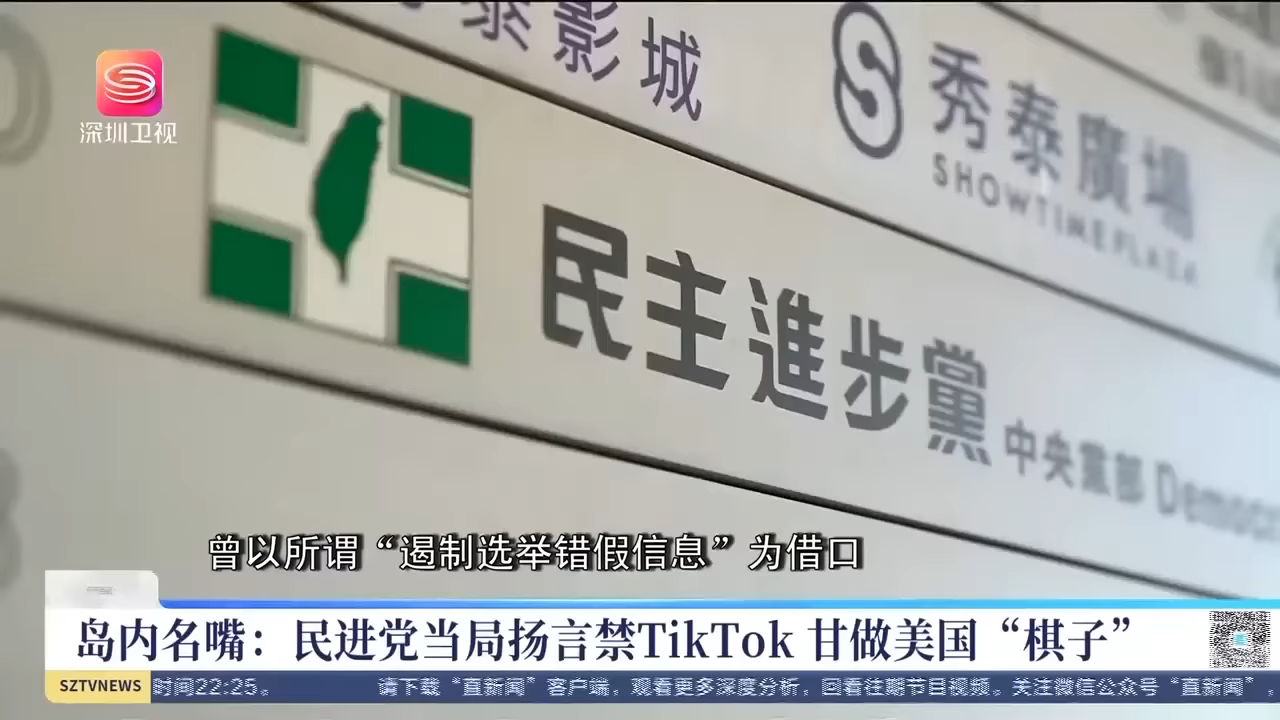 泰影城
秀泰廣場
SHOWTIME PLAZA
深圳卫视
民主進步黨
中央黨部 Democ
曾以所谓“遏制选举错假信息”为借口
岛内名嘴：民进党当局扬言禁TikTok 甘做美国“棋子”
SZTVNEWS
时间22:25。 请下载“直新闻”客户端，观看更多深度分析，回看往期节目视频。关注微信公众号“直新闻”，